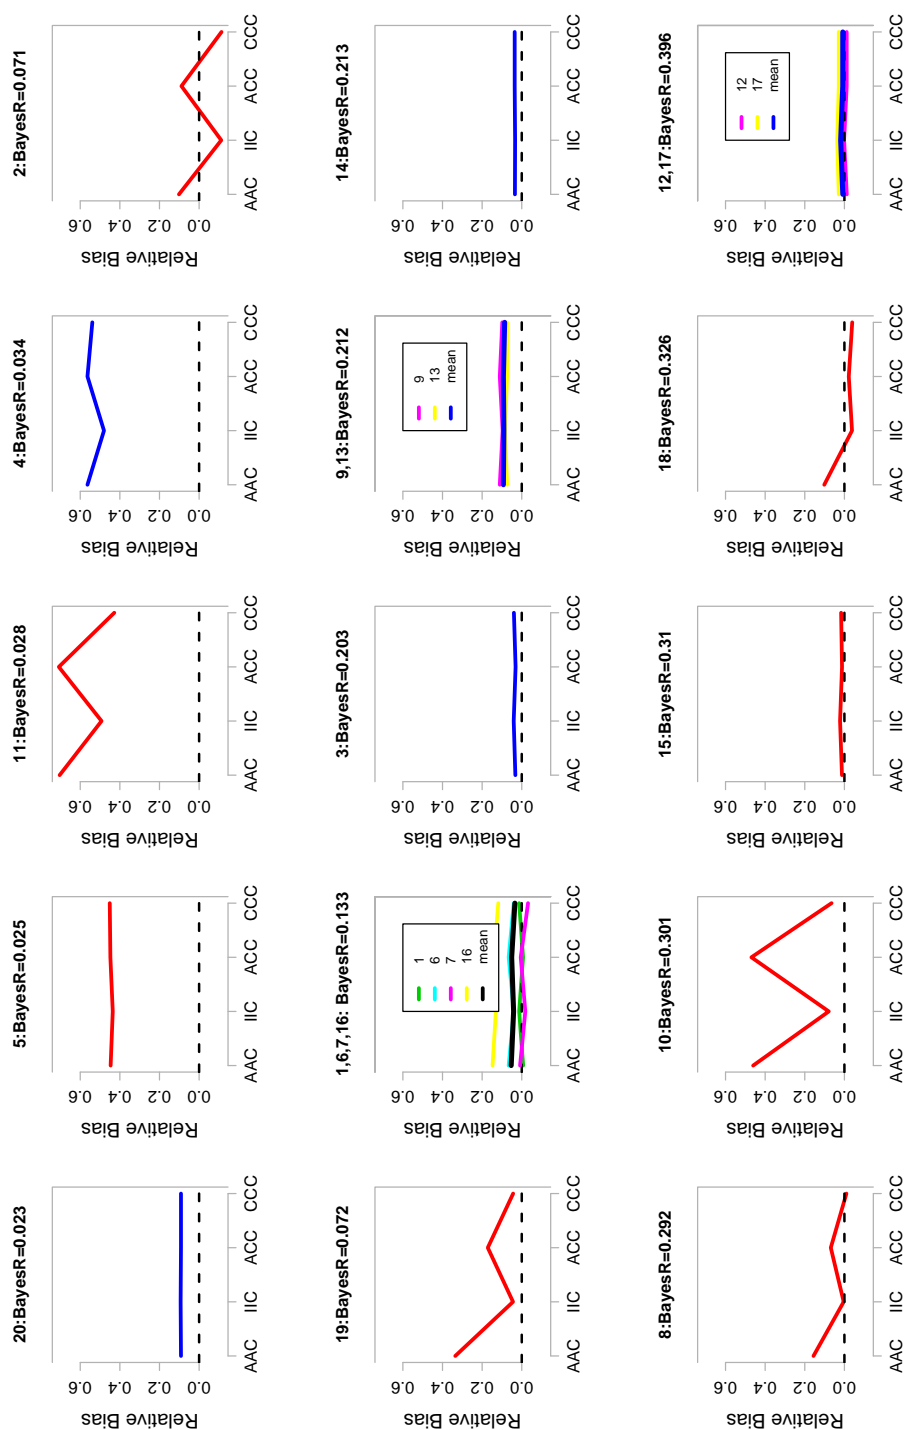 20:BayesR=0.023
Relative Bias
0.6
0.4
0.2
0.0
AAC IIC ACC CCC
5:BayesR=0.025
Relative Bias
0.6
0.4
0.2
0.0
AAC IIC ACC CCC
11:BayesR=0.028
Relative Bias
0.6
0.4
0.2
0.0
AAC IIC ACC CCC
4:BayesR=0.034
Relative Bias
0.6
0.4
0.2
0.0
AAC IIC ACC CCC
2:BayesR=0.071
Relative Bias
0.6
0.4
0.2
0.0
AAC IIC ACC CCC
19:BayesR=0.072
Relative Bias
0.6
0.4
0.2
0.0
AAC IIC ACC CCC
1,6,7,16: BayesR=0.133
Relative Bias
0.6
0.4
0.2
0.0
1
6
7
16
mean
AAC IIC ACC CCC
3:BayesR=0.203
Relative Bias
0.6
0.4
0.2
0.0
AAC IIC ACC CCC
9,13:BayesR=0.212
Relative Bias
0.6
0.4
0.2
0.0
9
13
mean
AAC IIC ACC CCC
14:BayesR=0.213
Relative Bias
0.6
0.4
0.2
0.0
AAC IIC ACC CCC
8:BayesR=0.292
Relative Bias
0.6
0.4
0.2
0.0
AAC IIC ACC CCC
10:BayesR=0.301
Relative Bias
0.6
0.4
0.2
0.0
AAC IIC ACC CCC
15:BayesR=0.31
Relative Bias
0.6
0.4
0.2
0.0
AAC IIC ACC CCC
18:BayesR=0.326
Relative Bias
0.6
0.4
0.2
0.0
AAC IIC ACC CCC
12,17:BayesR=0.396
Relative Bias
0.6
0.4
0.2
0.0
12
17
mean
AAC IIC ACC CCC